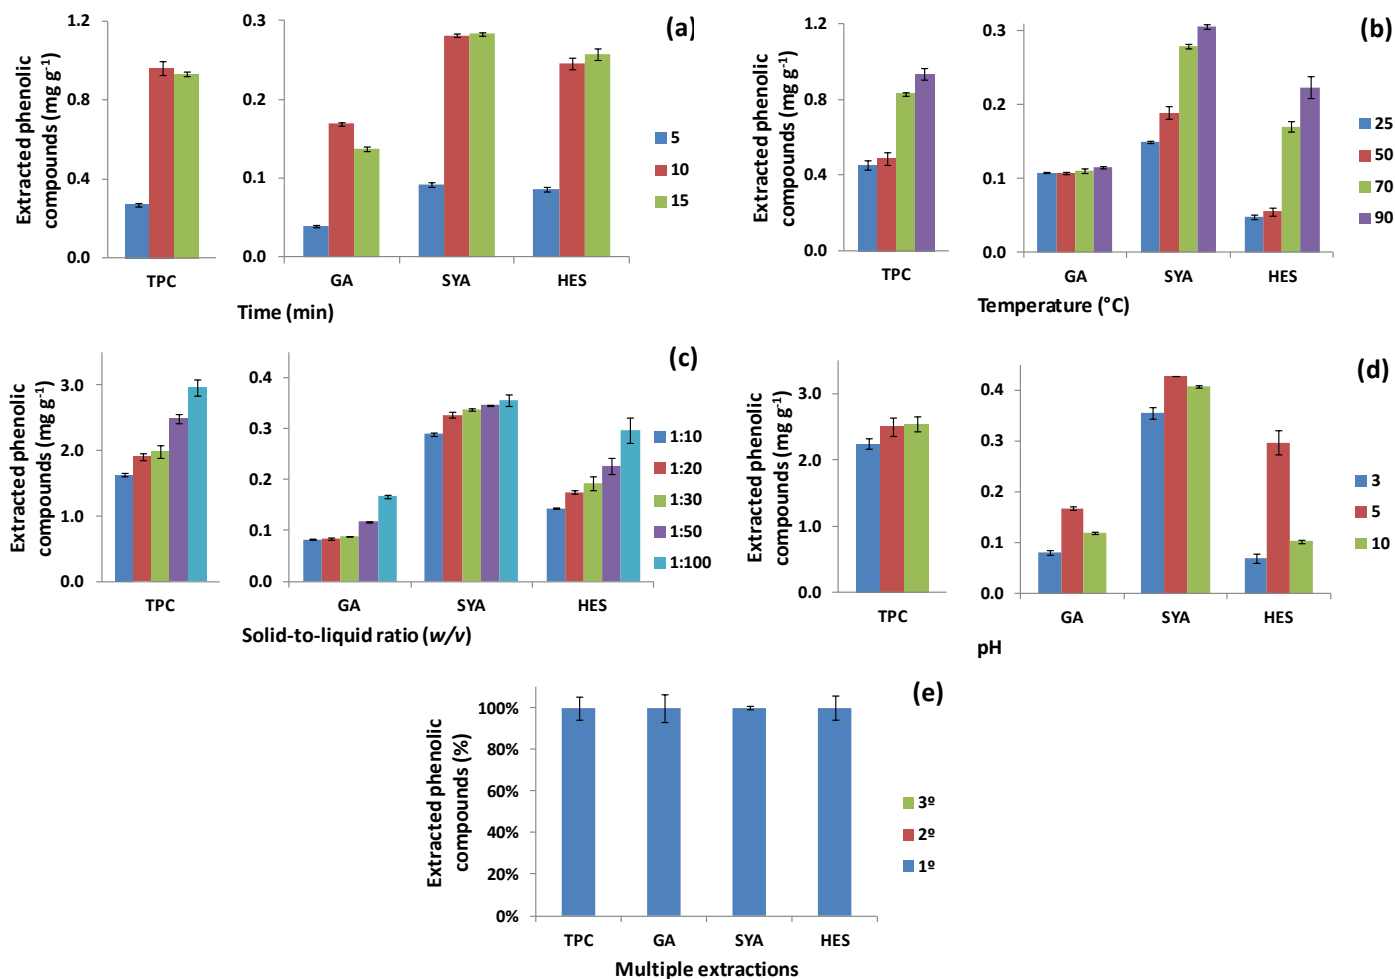 (a)
Extracted phenolic
compounds (mg g⁻¹)
1.2
0.8
0.4
0.0
TPC
0.3
0.2
0.1
0.0
GA SYA HES
5
10
15
Time (min)
(b)
Extracted phenolic
compounds (mg g⁻¹)
1.2
0.8
0.4
0.0
TPC
0.3
0.2
0.1
0.0
GA SYA HES
25
50
70
90
Temperature (°C)
(c)
Extracted phenolic
compounds (mg g⁻¹)
3.0
2.0
1.0
0.0
TPC
0.4
0.3
0.2
0.1
0.0
GA SYA HES
1:10
1:20
1:30
1:50
1:100
Solid-to-liquid ratio (w/v)
(d)
Extracted phenolic
compounds (mg g⁻¹)
3.0
2.0
1.0
0.0
TPC
0.4
0.3
0.2
0.1
0.0
GA SYA HES
3
5
10
pH
(e)
Extracted phenolic
compounds (%)
100%
80%
60%
40%
20%
0%
TPC GA SYA HES
3º
2º
1º
Multiple extractions